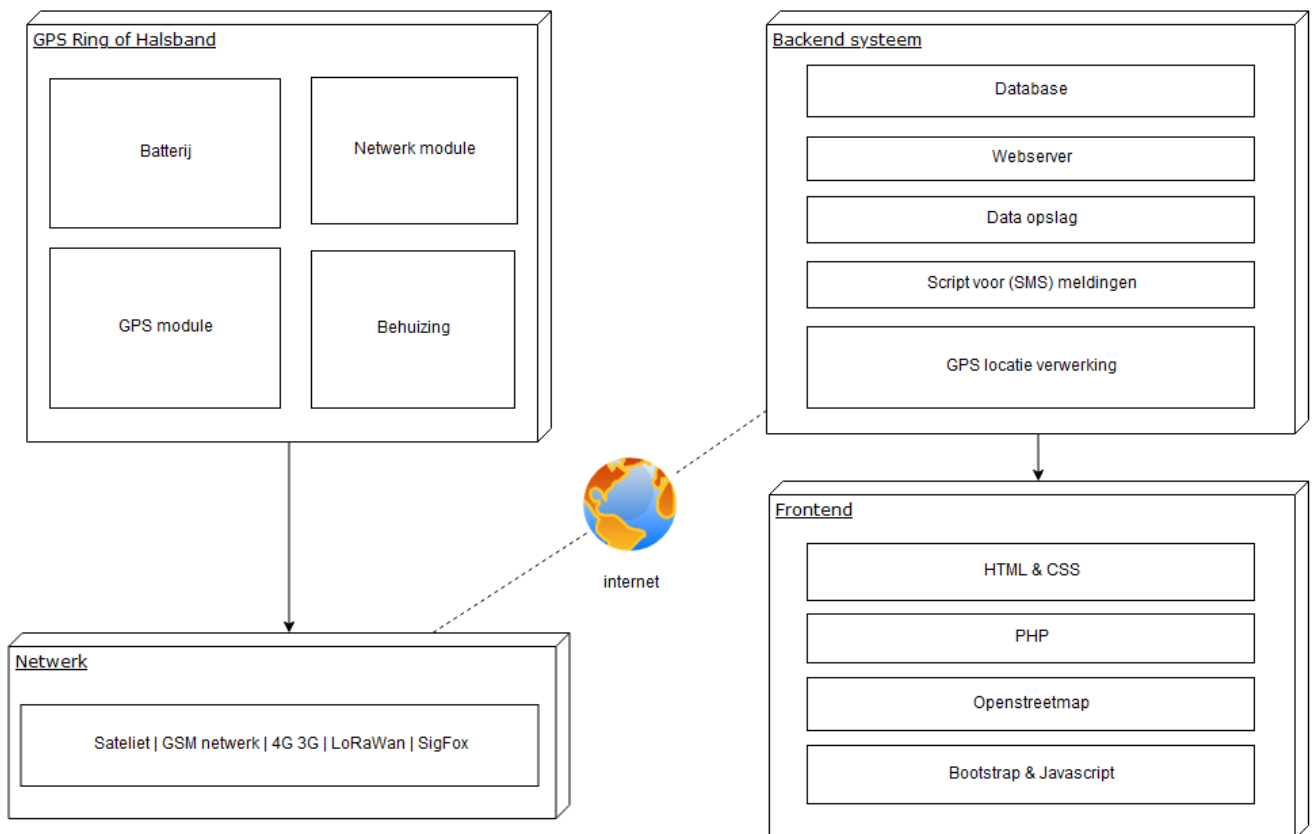 GPS Ring of Halsband
Batterij
Netwerk module
GPS module
Behuizing
Backend systeem
Database
Webserver
Data opslag
Script voor (SMS) meldingen
GPS locatie verwerking
internet
Netwerk
Sateliet | GSM netwerk | 4G 3G | LoRaWan | SigFox
Frontend
HTML & CSS
PHP
Openstreetmap
Bootstrap & Javascript